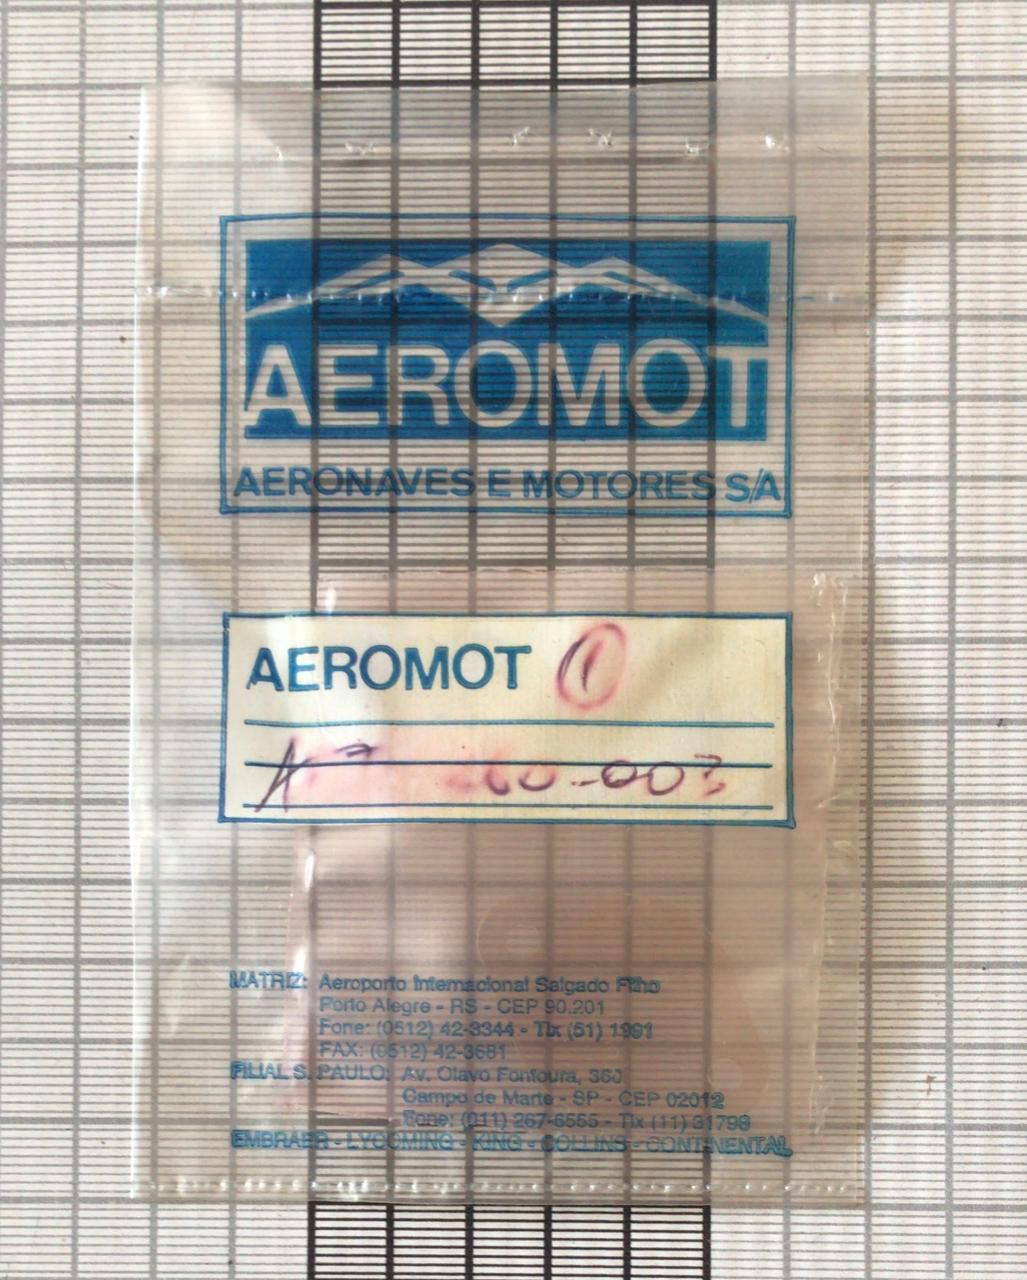 AEROMOT
AERONAVES E MOTORES S/A
AEROMOT 1
60-003
MATRIZ: Aeroporto Internacional Salgado Filho
Porto Alegre - RS - CEP 90.201
Fone: (0512) 42-3344 - Tlx (51) 1991
FAX: (0512) 42-3681
FILIAL S. PAULO: Av. Olavo Fontoura, 360
Campo de Marte - SP - CEP 02012
Fone: (011) 267-6555 - Tlx (11) 31798
EMBRAER - LYCOMING - KING - COLLINS - CONTINENTAL